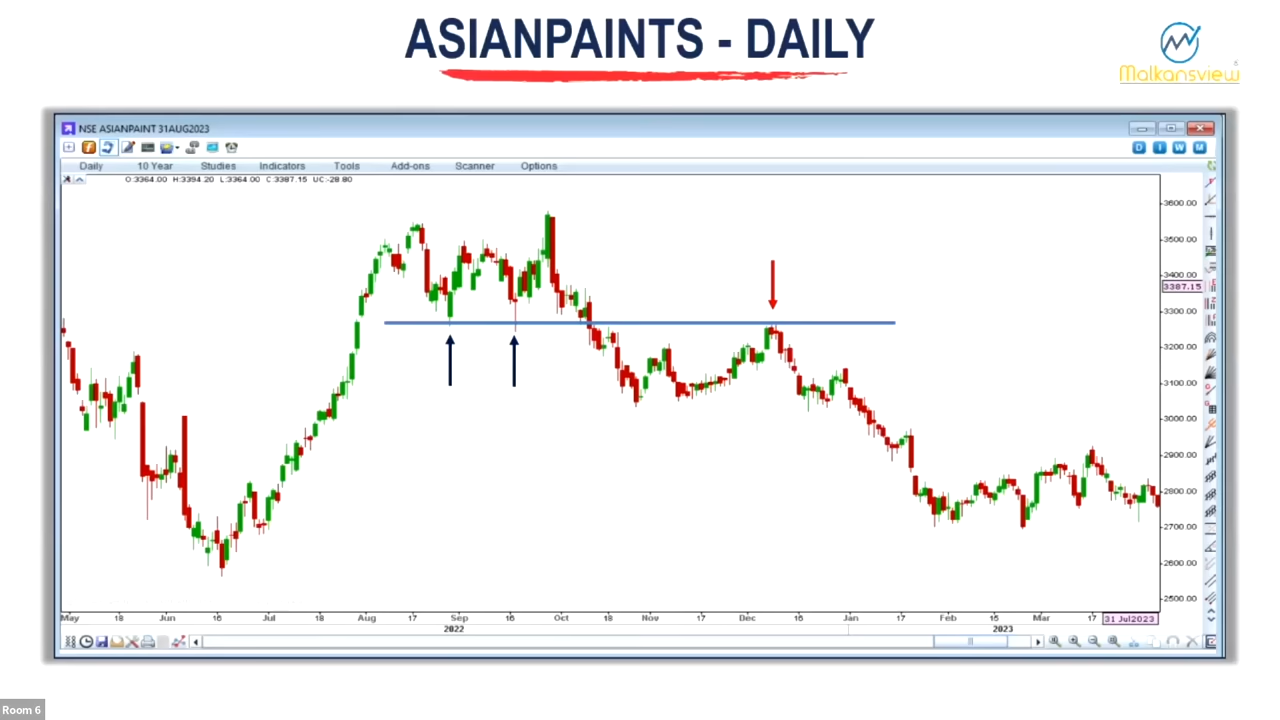 ASIANPAINTS - DAILY
Malkansview
NSE ASIANPAINT 31AUG2023
D I W M
Daily 10 Year Studies Indicators Tools Add-ons Scanner Options
O:3364.00 H:3394.20 L:3364.00 C:3387.15 UC:-28.80
3600.00
3500.00
3400.00
3387.15
3300.00
3200.00
3100.00
3000.00
2900.00
2800.00
2700.00
2600.00
2500.00
May 18 Jun 16 Jul 18 Aug 17 Sep 16 Oct 18 Nov 17 Dec 16 Jan 17 Feb 15 Mar 17 31 Jul2023
2022 2023
Room 6